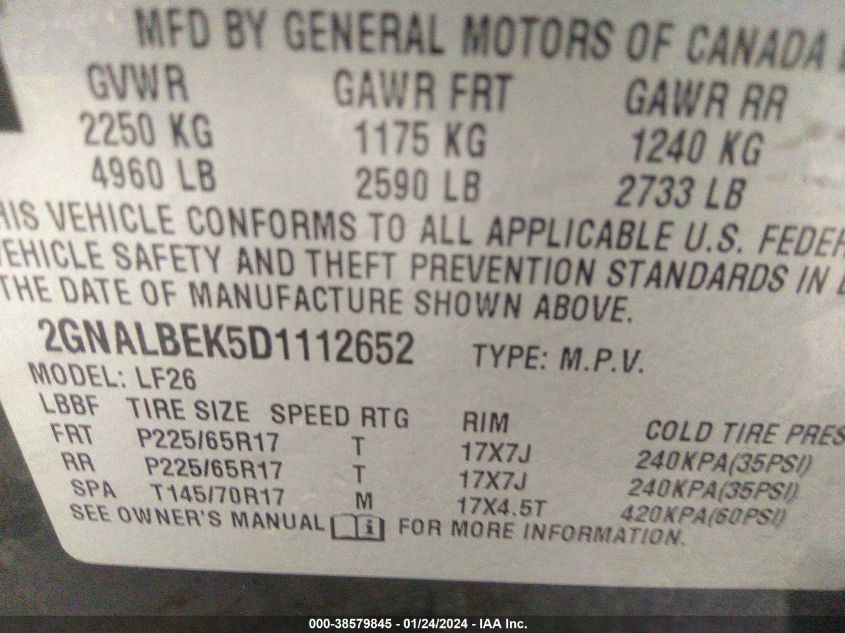 MFD BY GENERAL MOTORS OF CANADA
GVWR GAWR FRT GAWR RR
2250 KG 1175 KG 1240 KG
4960 LB 2590 LB 2733 LB
HIS VEHICLE CONFORMS TO ALL APPLICABLE U.S. FEDER
VEHICLE SAFETY AND THEFT PREVENTION STANDARDS IN
THE DATE OF MANUFACTURE SHOWN ABOVE.
2GNALBEK5D1112652 TYPE: M.P.V.
MODEL: LF26
LBBF TIRE SIZE SPEED RTG RIM COLD TIRE PRES
FRT P225/65R17 T 17X7J 240KPA(35PSI)
RR P225/65R17 T 17X7J 240KPA(35PSI)
SPA T145/70R17 M 17X4.5T 420KPA(60PSI)
SEE OWNER'S MANUAL i FOR MORE INFORMATION.
000-38579845 - 01/24/2024 - IAA Inc.